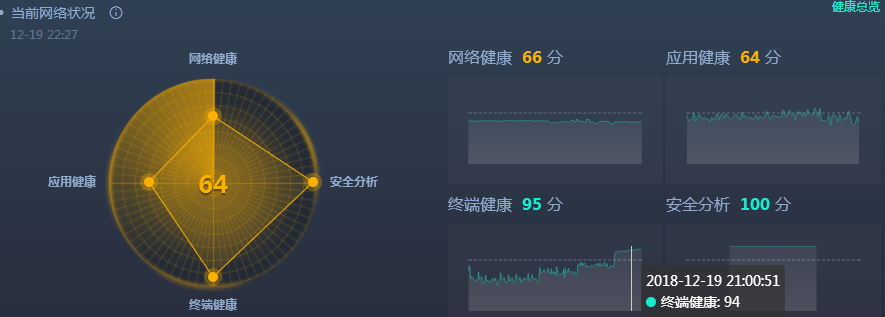 当前网络状况
健康总览
12-19 22:27
网络健康
应用健康
64
安全分析
终端健康
网络健康 66 分
应用健康 64 分
终端健康 95 分
安全分析 100 分
2018-12-19 21:00:51
终端健康: 94